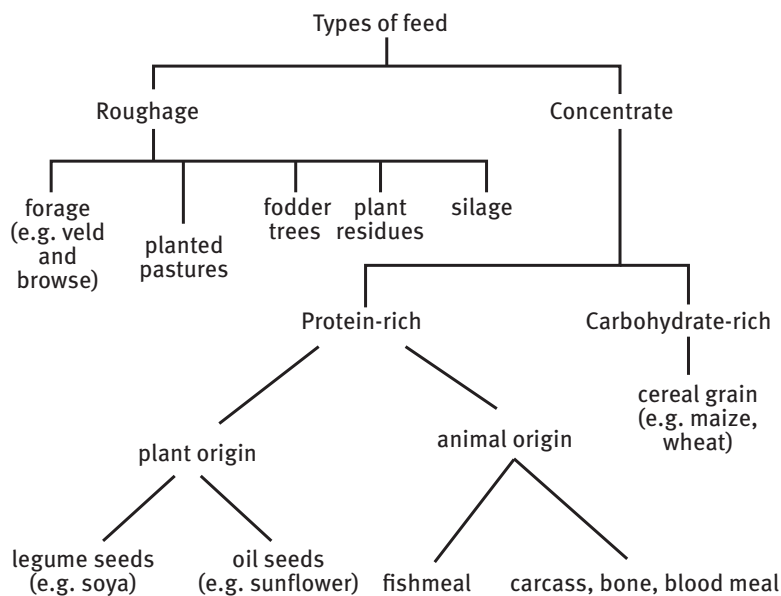 Types of feed
Roughage
Concentrate
forage
(e.g. veld
and
browse)
planted
pastures
fodder
trees
plant
residues
silage
Protein-rich
Carbohydrate-rich
cereal grain
(e.g. maize,
wheat)
plant origin
animal origin
legume seeds
(e.g. soya)
oil seeds
(e.g. sunflower)
fishmeal
carcass, bone, blood meal